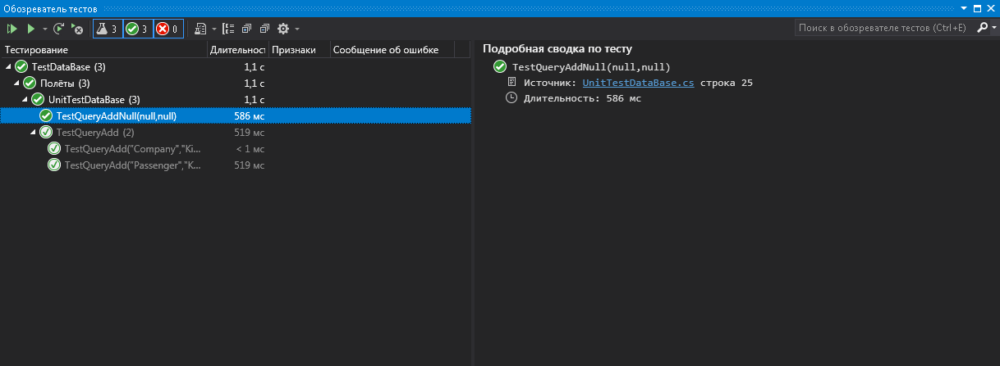 Обозреватель тестов
3 3 0
Поиск в обозревателе тестов (Ctrl+E)
Тестирование Длительност Признаки Сообщение об ошибке
TestDataBase (3) 1,1 с
Полёты (3) 1,1 с
UnitTestDataBase (3) 1,1 с
TestQueryAddNull(null,null) 586 мс
TestQueryAdd (2) 519 мс
TestQueryAdd("Company","Ki... < 1 мс
TestQueryAdd("Passenger","K... 519 мс
Подробная сводка по тесту
TestQueryAddNull(null,null)
Источник: UnitTestDataBase.cs строка 25
Длительность: 586 мс